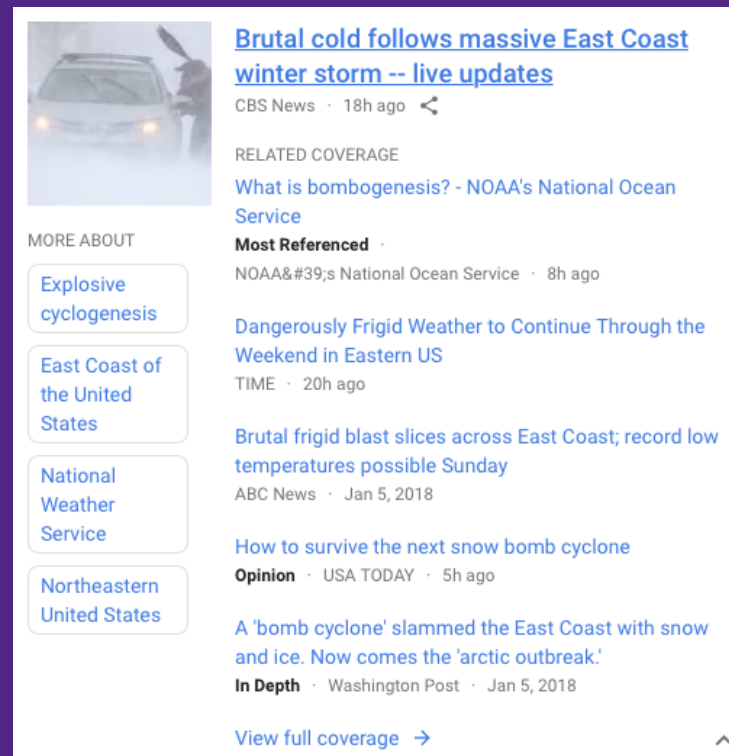 Brutal cold follows massive East Coast
winter storm -- live updates
CBS News · 18h ago
RELATED COVERAGE
What is bombogenesis? - NOAA's National Ocean
Service
Most Referenced ·
NOAA&#39;s National Ocean Service · 8h ago
Dangerously Frigid Weather to Continue Through the
Weekend in Eastern US
TIME · 20h ago
Brutal frigid blast slices across East Coast; record low
temperatures possible Sunday
ABC News · Jan 5, 2018
How to survive the next snow bomb cyclone
Opinion · USA TODAY · 5h ago
A 'bomb cyclone' slammed the East Coast with snow
and ice. Now comes the 'arctic outbreak.'
In Depth · Washington Post · Jan 5, 2018
View full coverage →
MORE ABOUT
Explosive
cyclogenesis
East Coast of
the United
States
National
Weather
Service
Northeastern
United States